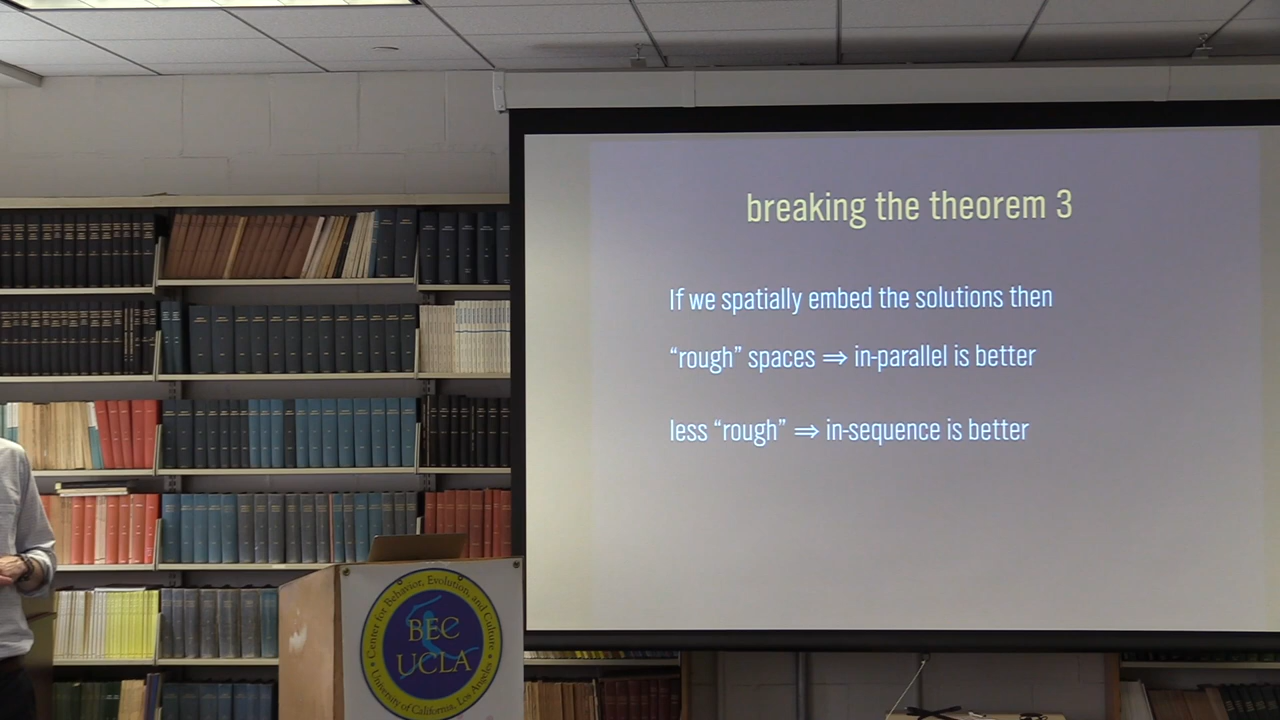 breaking the theorem 3
If we spatially embed the solutions then
“rough” spaces ⇒ in-parallel is better
less “rough” ⇒ in-sequence is better
Center for Behavior, Evolution, and Culture
BEC
UCLA
University of California, Los Angeles